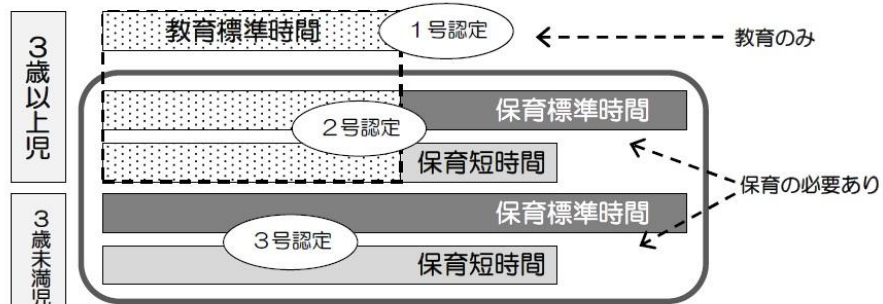 3歳以上児
教育標準時間
1号認定
教育のみ
保育標準時間
2号認定
保育短時間
保育の必要あり
3歳未満児
保育標準時間
3号認定
保育短時間